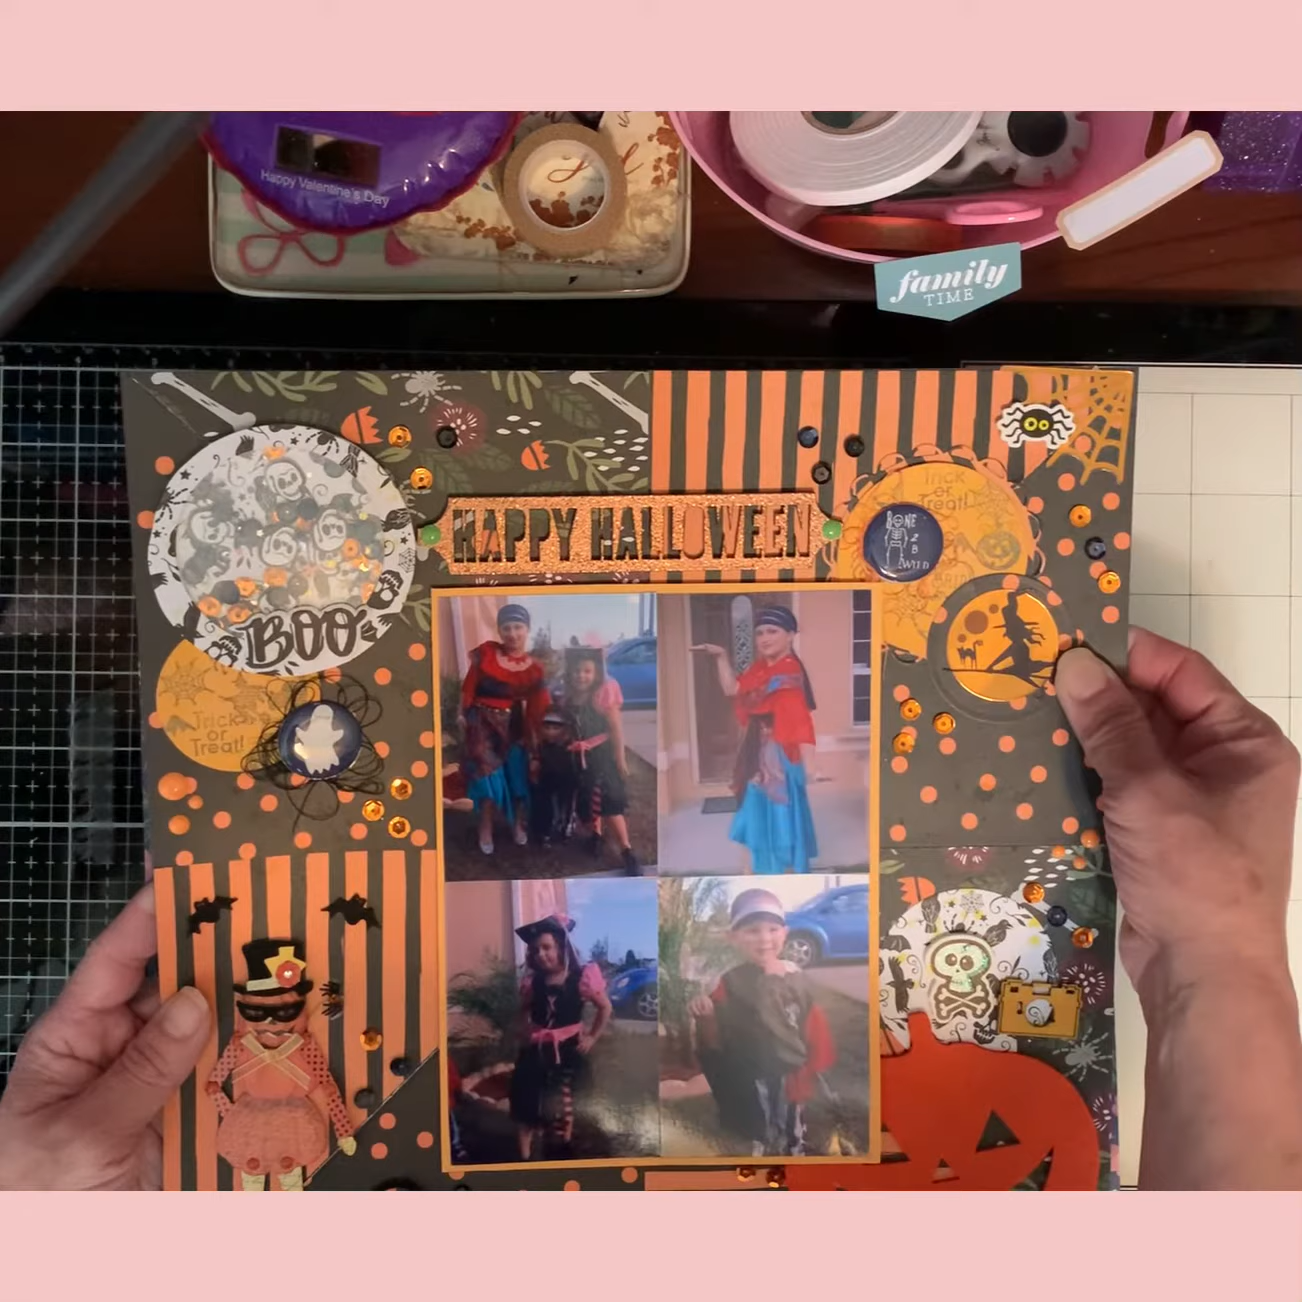 Happy Valentine's Day
family
TIME
HAPPY HALLOWEEN
Trick
or
Treat!
BONE
2
B
WILD
BOO
Trick
or
Treat!